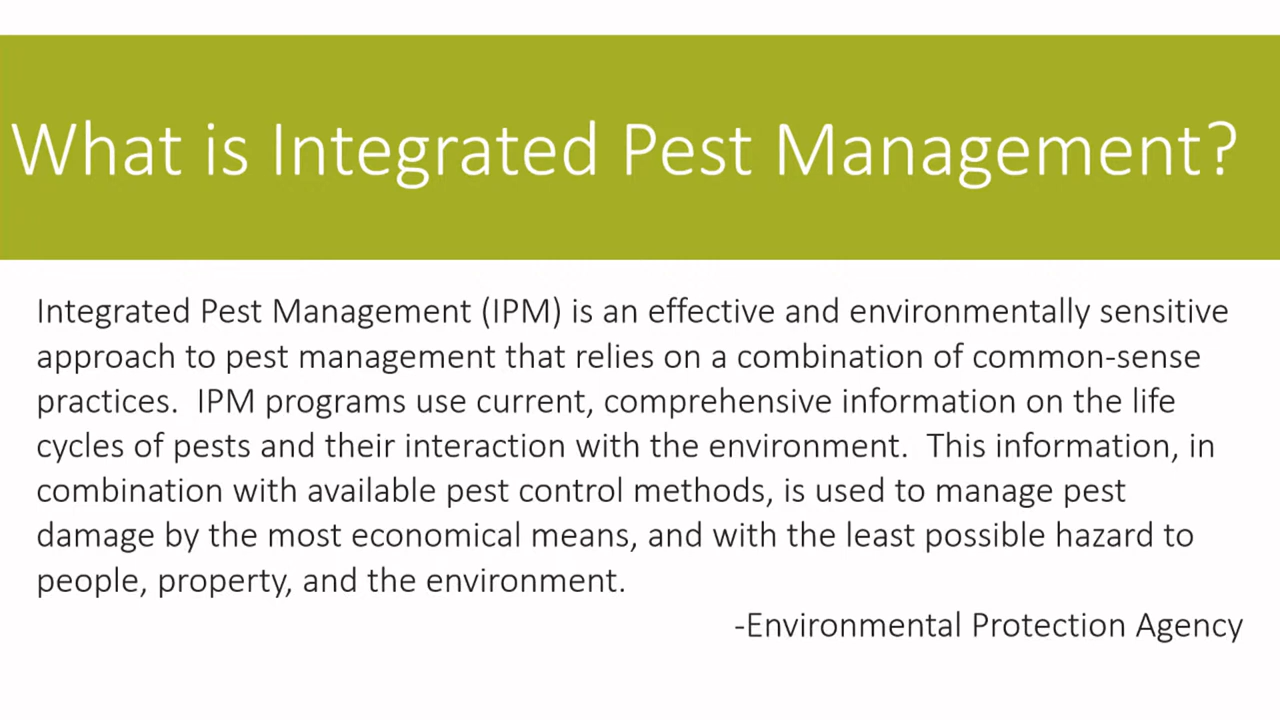 What is Integrated Pest Management?
Integrated Pest Management (IPM) is an effective and environmentally sensitive
approach to pest management that relies on a combination of common-sense
practices.  IPM programs use current, comprehensive information on the life
cycles of pests and their interaction with the environment.  This information, in
combination with available pest control methods, is used to manage pest
damage by the most economical means, and with the least possible hazard to
people, property, and the environment.
-Environmental Protection Agency